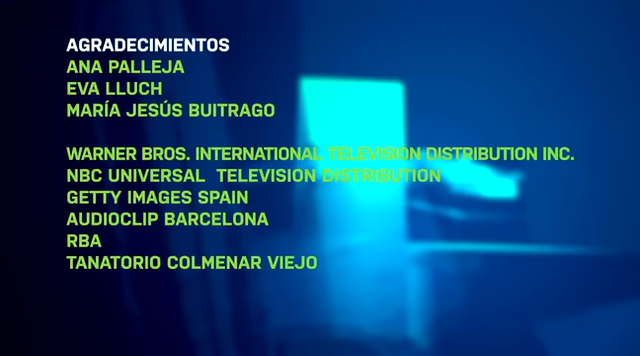 AGRADECIMIENTOS
ANA PALLEJA
EVA LLUCH
MARÍA JESÚS BUITRAGO
WARNER BROS. INTERNATIONAL TELEVISION DISTRIBUTION INC.
NBC UNIVERSAL TELEVISION DISTRIBUTION
GETTY IMAGES SPAIN
AUDIOCLIP BARCELONA
RBA
TANATORIO COLMENAR VIEJO